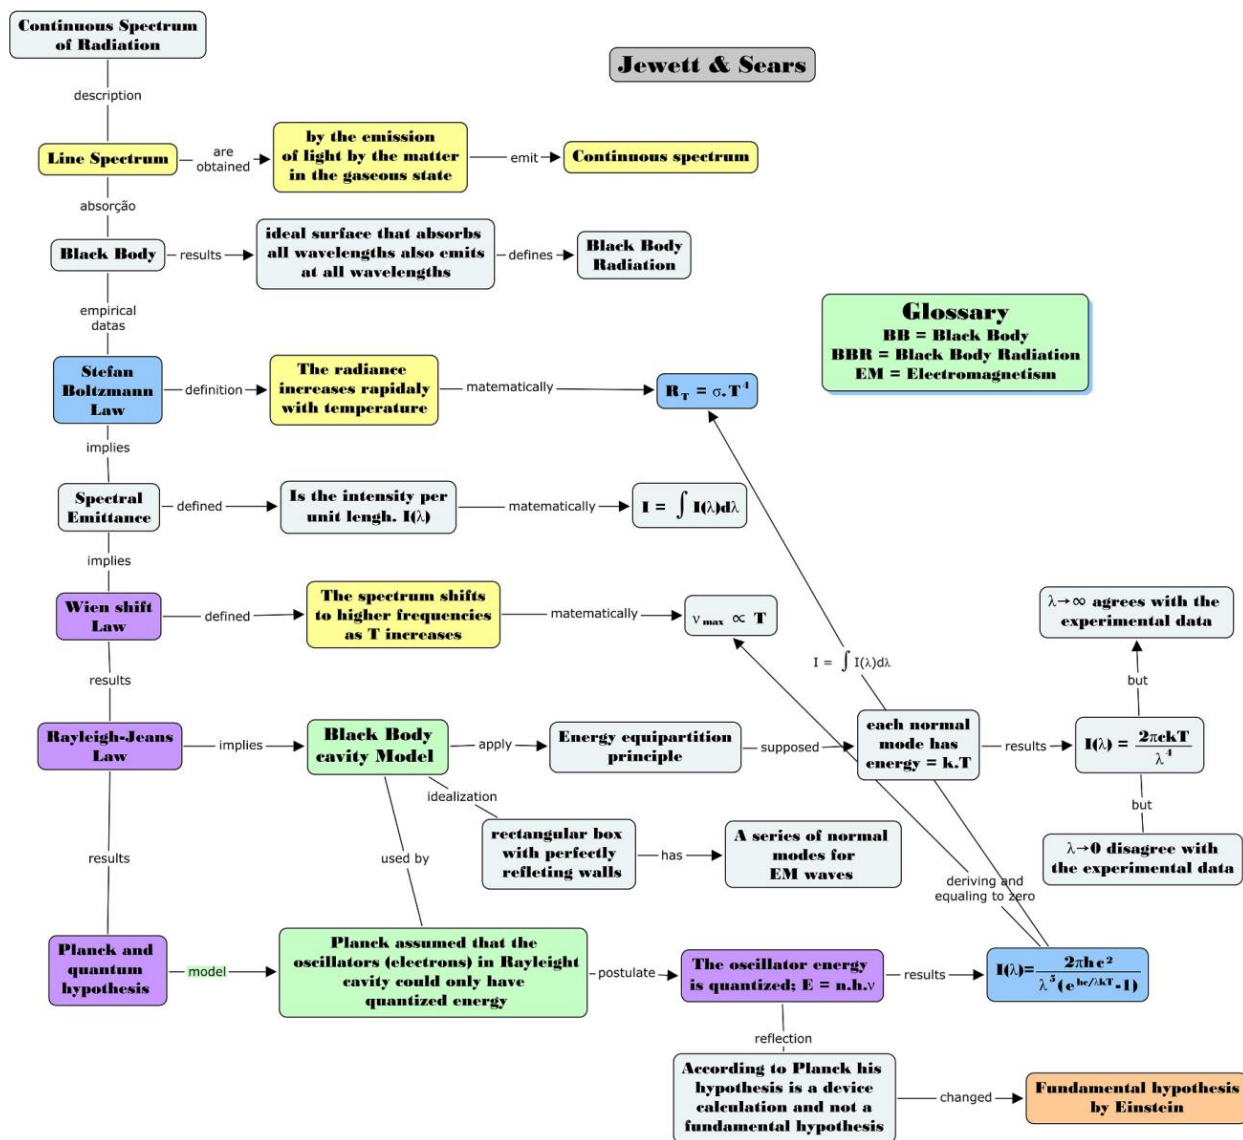 Continuous Spectrum
of Radiation
Jewett & Sears
description
Line Spectrum
are
obtained
by the emission
of light by the matter
in the gaseous state
emit
Continuous spectrum
absorção
Black Body
results
ideal surface that absorbs
all wavelengths also emits
at all wavelengths
defines
Black Body
Radiation
empirical
datas
Glossary
BB = Black Body
BBR = Black Body Radiation
EM = Electromagnetism
Stefan
Boltzmann
Law
definition
The radiance
increases rapidaly
with temperature
matematically
R_T = σ.T⁴
implies
Spectral
Emittance
defined
Is the intensity per
unit lengh. I(λ)
matematically
I = ∫ I(λ)dλ
implies
Wien shift
Law
defined
The spectrum shifts
to higher frequencies
as T increases
matematically
ν max ∝ T
λ→∞ agrees with the
experimental data
I = ∫ I(λ)dλ
but
results
Rayleigh-Jeans
Law
implies
Black Body
cavity Model
apply
Energy equipartition
principle
supposed
each normal
mode has
energy = k.T
results
I(λ) = 2πckT / λ⁴
but
λ→0 disagree with
the experimental data
idealization
rectangular box
with perfectly
refleting walls
has
A series of normal
modes for
EM waves
used by
results
deriving and
equaling to zero
Planck and
quantum
hypothesis
model
Planck assumed that the
oscillators (electrons) in Rayleight
cavity could only have
quantized energy
postulate
The oscillator energy
is quantized; E = n.h.ν
results
I(λ)= 2πhc² / λ⁵(e^hc/λkT-1)
reflection
According to Planck his
hypothesis is a device
calculation and not a
fundamental hypothesis
changed
Fundamental hypothesis
by Einstein